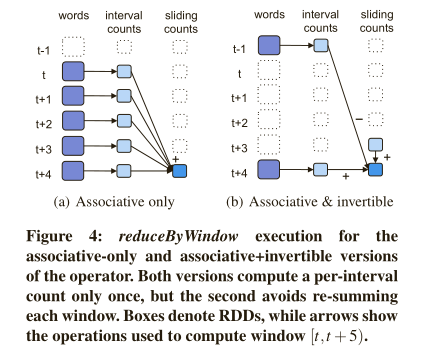 words interval counts sliding counts
t-1
t
t+1
t+2
t+3
t+4
+
(a) Associative only
words interval counts sliding counts
t-1
t
t+1
t+2
t+3
t+4
−
+
+
(b) Associative & invertible
Figure 4: reduceByWindow execution for the
associative-only and associative+invertible versions
of the operator. Both versions compute a per-interval
count only once, but the second avoids re-summing
each window. Boxes denote RDDs, while arrows show
the operations used to compute window [t,t+5).